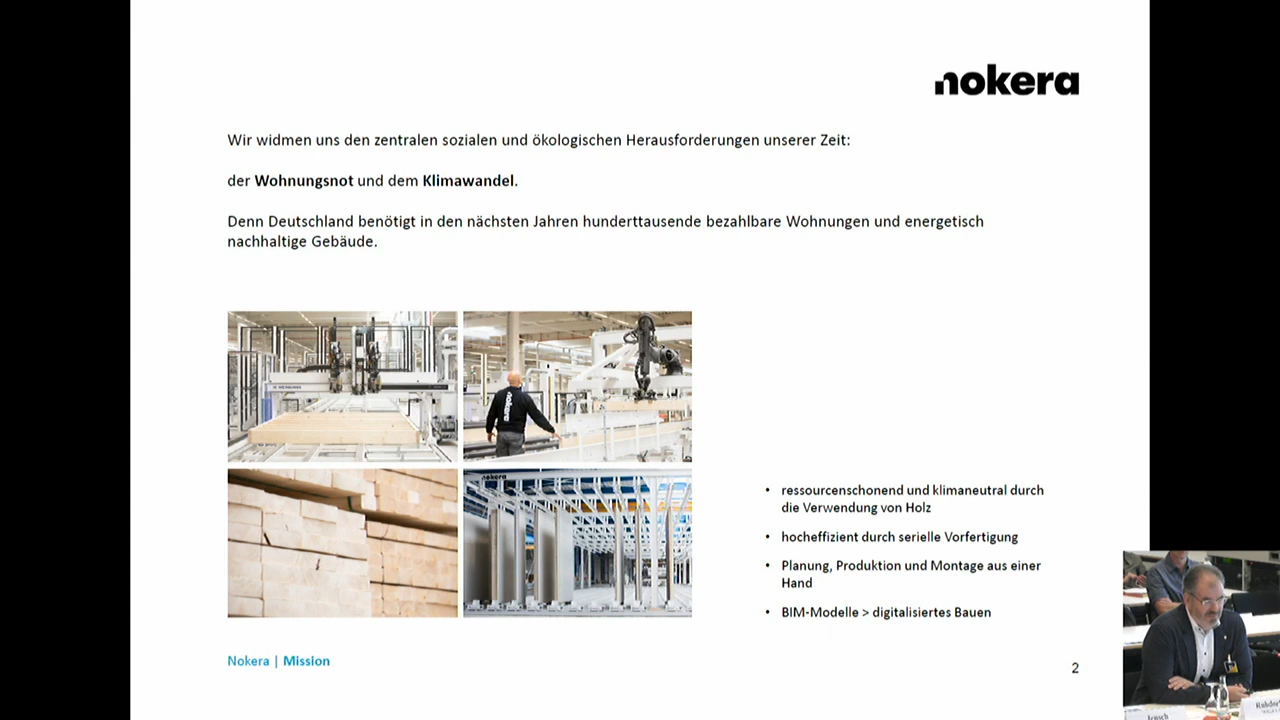 nokera
Wir widmen uns den zentralen sozialen und ökologischen Herausforderungen unserer Zeit:
der Wohnungsnot und dem Klimawandel.
Denn Deutschland benötigt in den nächsten Jahren hunderttausende bezahlbare Wohnungen und energetisch
nachhaltige Gebäude.
nokera
nokera
• ressourcenschonend und klimaneutral durch
die Verwendung von Holz
• hocheffizient durch serielle Vorfertigung
• Planung, Produktion und Montage aus einer
Hand
• BIM-Modelle > digitalisiertes Bauen
Nokera | Mission
2